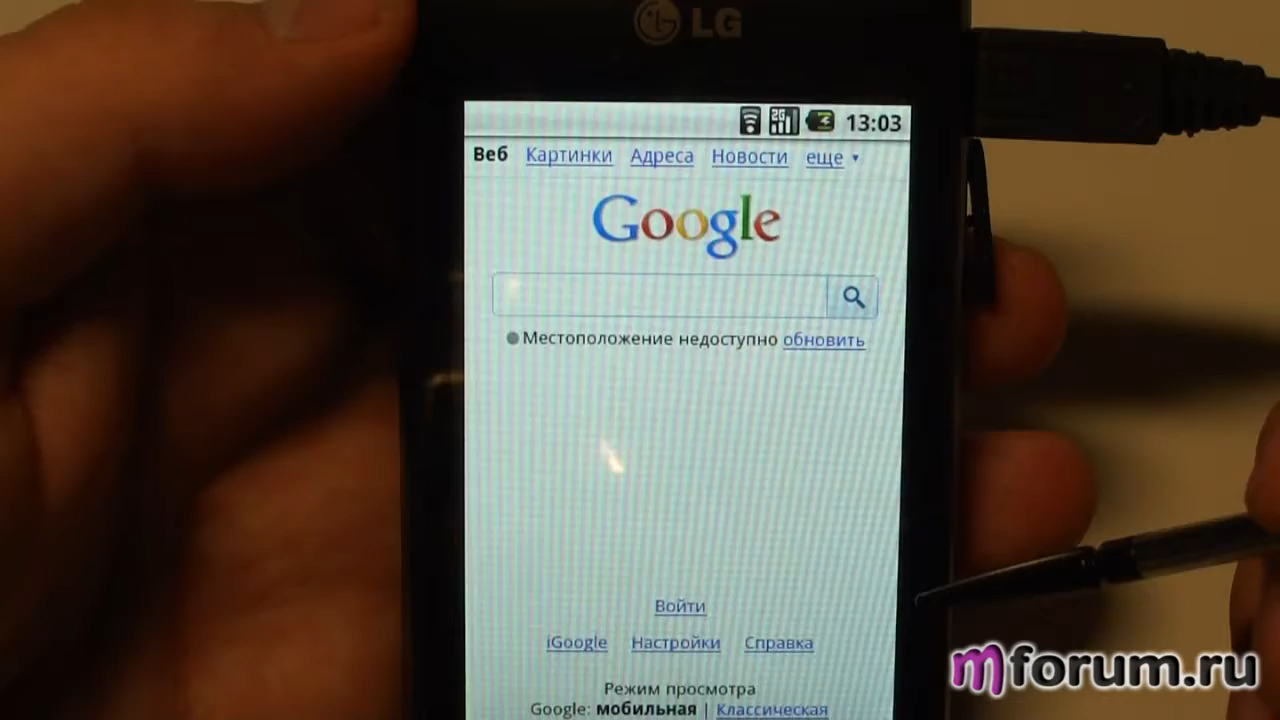 LG
2G 13:03
Веб Картинки Адреса Новости еще
Google
Местоположение недоступно обновить
Войти
iGoogle Настройки Справка
Режим просмотра
Google: мобильная | Классическая
mforum.ru